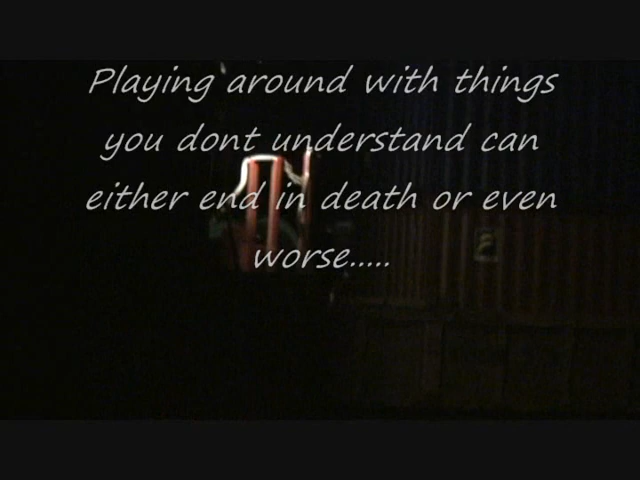 Playing around with things
you dont understand can
either end in death or even
worse.....